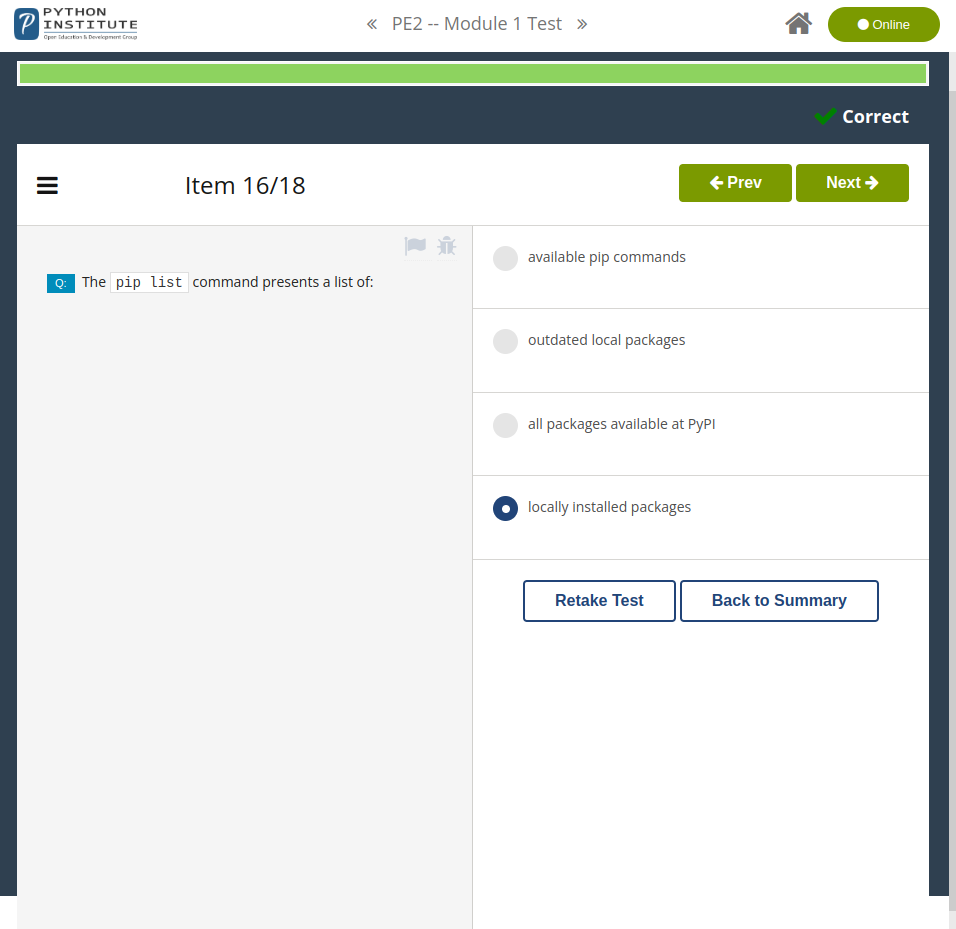 PYTHON
INSTITUTE
Open Education & Development Group
« PE2 -- Module 1 Test »
Online
Correct
Item 16/18
Prev
Next
Q: The pip list command presents a list of:
available pip commands
outdated local packages
all packages available at PyPI
locally installed packages
Retake Test
Back to Summary